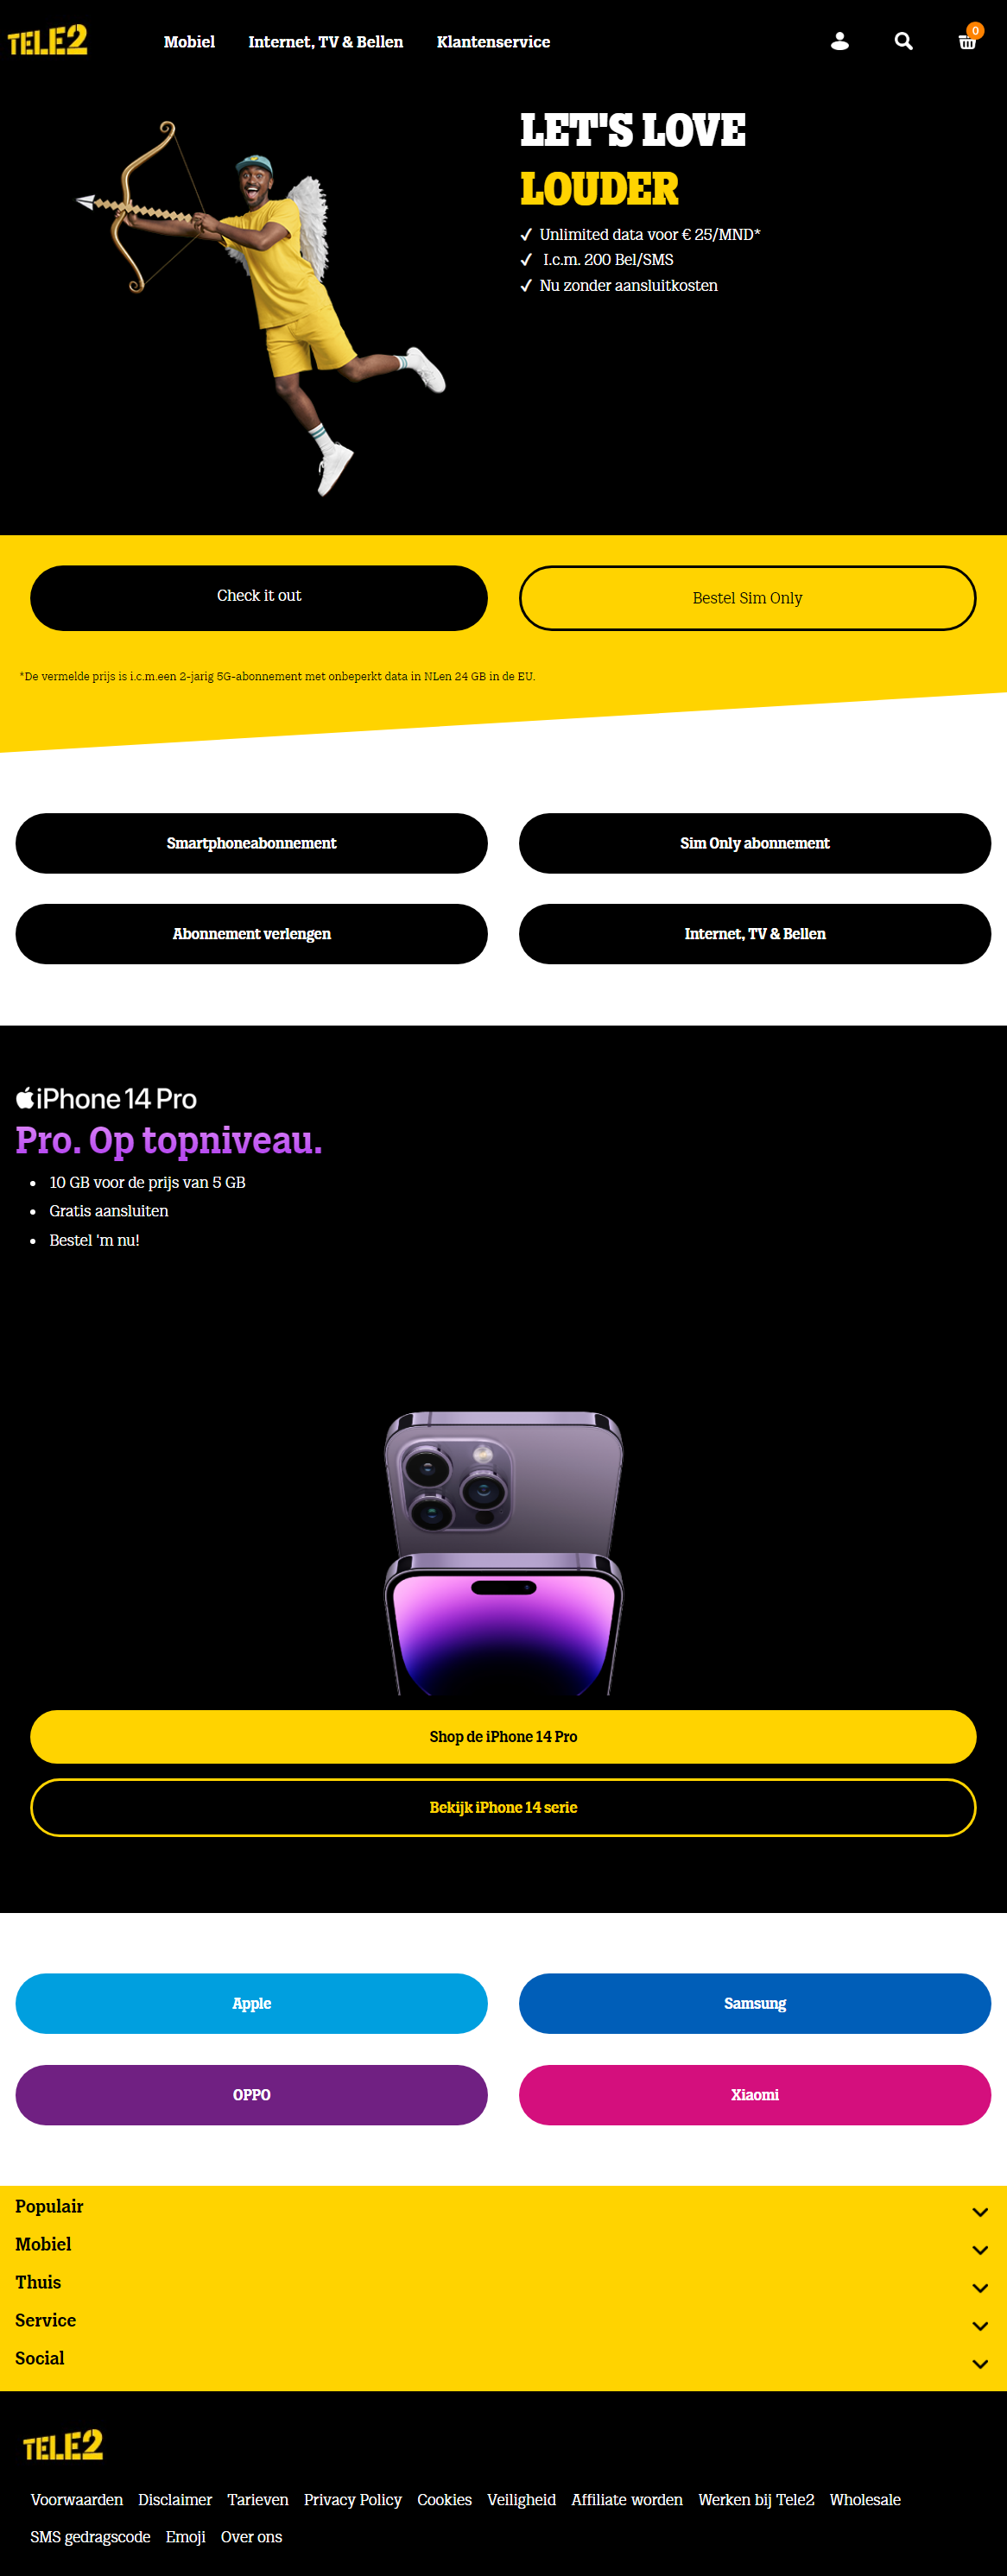 TELE2
Mobiel Internet, TV & Bellen Klantenservice
0
LET'S LOVE
LOUDER
Unlimited data voor € 25/MND*
I.c.m. 200 Bel/SMS
Nu zonder aansluitkosten
Check it out
Bestel Sim Only
*De vermelde prijs is i.c.m.een 2-jarig 5G-abonnement met onbeperkt data in NLen 24 GB in de EU.
Smartphoneabonnement
Sim Only abonnement
Abonnement verlengen
Internet, TV & Bellen
iPhone 14 Pro
Pro. Op topniveau.
10 GB voor de prijs van 5 GB
Gratis aansluiten
Bestel 'm nu!
Shop de iPhone 14 Pro
Bekijk iPhone 14 serie
Apple
Samsung
OPPO
Xiaomi
Populair
Mobiel
Thuis
Service
Social
TELE2
Voorwaarden Disclaimer Tarieven Privacy Policy Cookies Veiligheid Affiliate worden Werken bij Tele2 Wholesale
SMS gedragscode Emoji Over ons